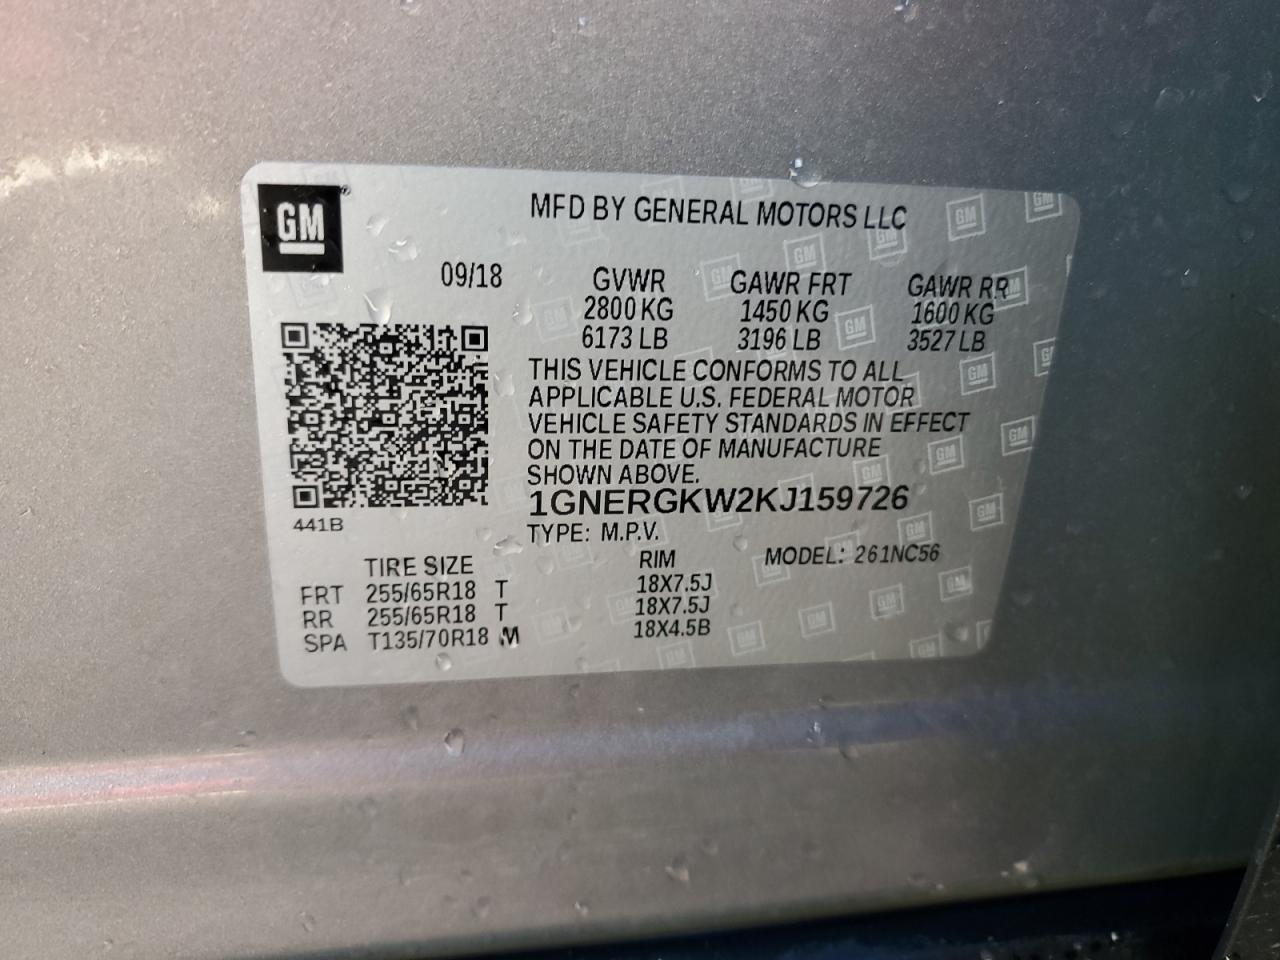 GM
MFD BY GENERAL MOTORS LLC
09/18 GVWR GAWR FRT GAWR RR
2800 KG 1450 KG 1600 KG
6173 LB 3196 LB 3527 LB
THIS VEHICLE CONFORMS TO ALL
APPLICABLE U.S. FEDERAL MOTOR
VEHICLE SAFETY STANDARDS IN EFFECT
ON THE DATE OF MANUFACTURE
SHOWN ABOVE.
1GNERGKW2KJ159726
441B
TYPE: M.P.V.
TIRE SIZE RIM MODEL: 261NC56
FRT 255/65R18 T 18X7.5J
RR 255/65R18 T 18X7.5J
SPA T135/70R18 M 18X4.5B